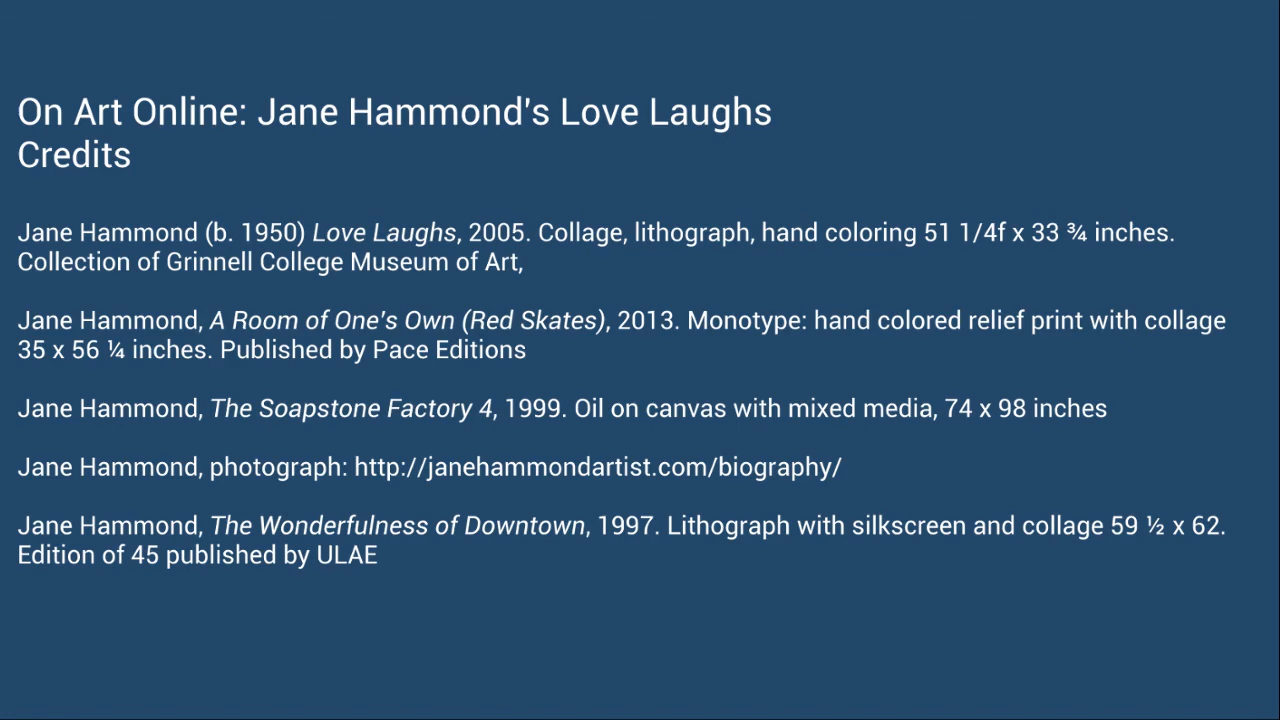 On Art Online: Jane Hammond's Love Laughs
Credits
Jane Hammond (b. 1950) Love Laughs, 2005. Collage, lithograph, hand coloring 51 1/4f x 33 ¾ inches.
Collection of Grinnell College Museum of Art,
Jane Hammond, A Room of One's Own (Red Skates), 2013. Monotype: hand colored relief print with collage
35 x 56 ¼ inches. Published by Pace Editions
Jane Hammond, The Soapstone Factory 4, 1999. Oil on canvas with mixed media, 74 x 98 inches
Jane Hammond, photograph: http://janehammondartist.com/biography/
Jane Hammond, The Wonderfulness of Downtown, 1997. Lithograph with silkscreen and collage 59 ½ x 62.
Edition of 45 published by ULAE